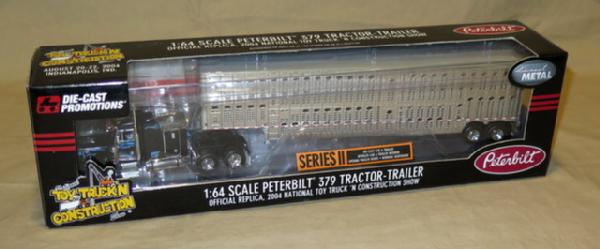 1:64 SCALE PETERBILT 379 TRACTOR-TRAILER
OFFICIAL REPLICA, 2004 NATIONAL TOY TRUCK 'N CONSTRUCTION SHOW
TOY TRUCK'N
CONSTRUCTION
AUGUST 20-22, 2004
INDIANAPOLIS, IND.
METAL
DIE-CAST
PROMOTIONS
SERIES II
Peterbilt
National
TOY TRUCK'N
CONSTRUCTION
Show
1:64 SCALE PETERBILT 379 TRACTOR-TRAILER
OFFICIAL REPLICA, 2004 NATIONAL TOY TRUCK 'N CONSTRUCTION SHOW